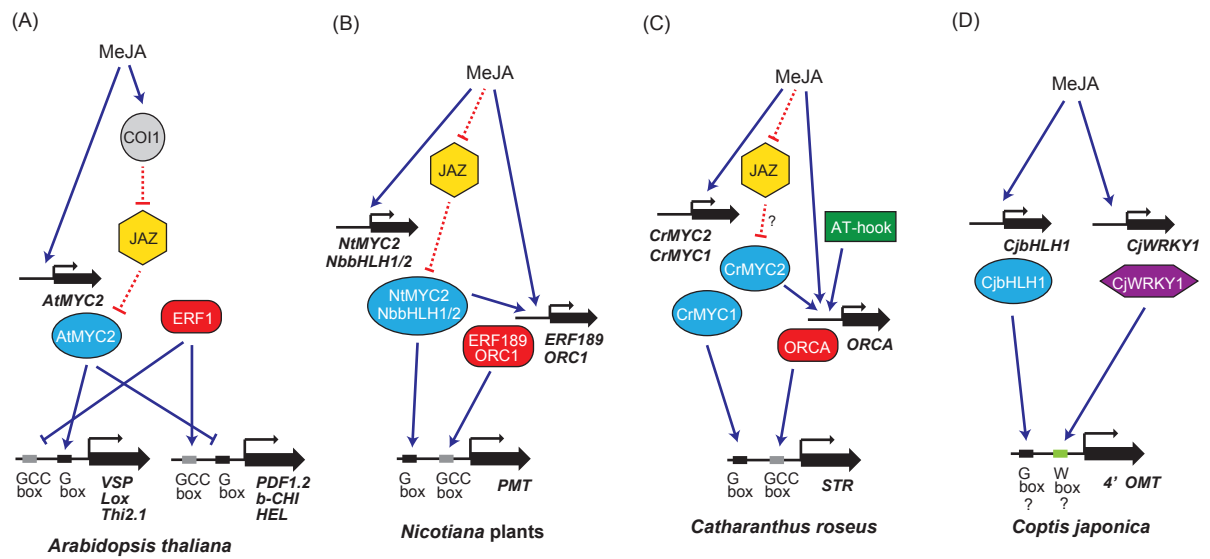 (A)
MeJA
COI1
JAZ
AtMYC2
AtMYC2
ERF1
GCC
box
G
box
VSP
Lox
Thi2.1
GCC
box
G
box
PDF1.2
b-CHI
HEL
Arabidopsis thaliana
(B)
MeJA
JAZ
NtMYC2
NbbHLH1/2
NtMYC2
NbbHLH1/2
ERF189
ORC1
ERF189
ORC1
G
box
GCC
box
PMT
Nicotiana plants
(C)
MeJA
JAZ
?
CrMYC2
CrMYC1
AT-hook
CrMYC2
CrMYC1
ORCA
ORCA
G
box
GCC
box
STR
Catharanthus roseus
(D)
MeJA
CjbHLH1
CjWRKY1
CjbHLH1
CjWRKY1
G
box
?
W
box
?
4' OMT
Coptis japonica